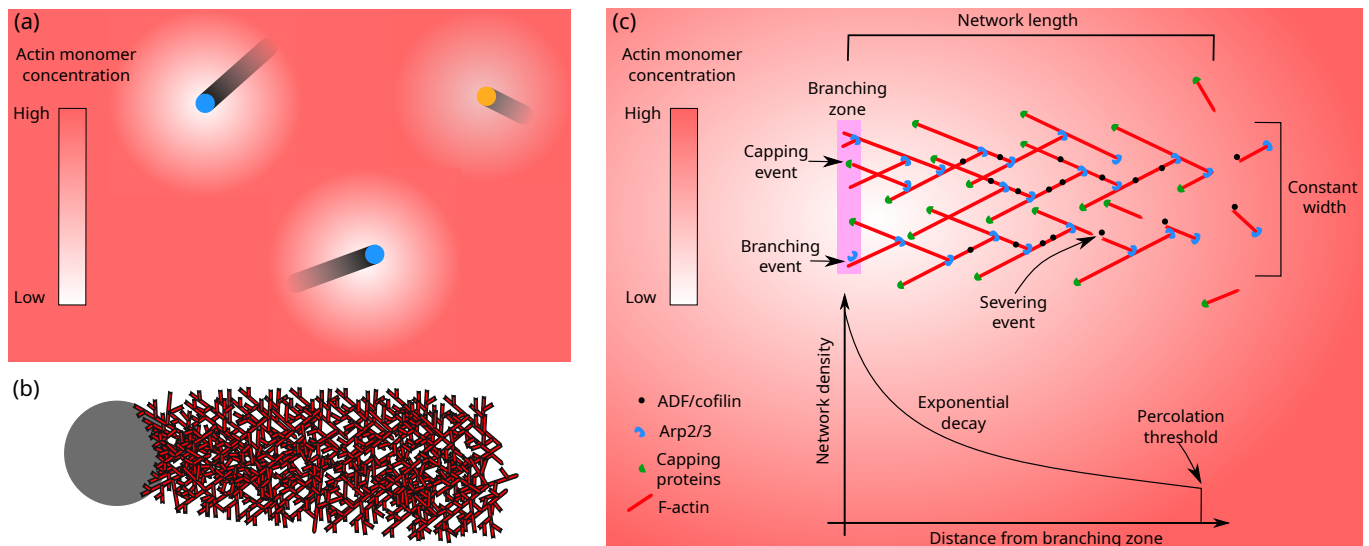 (a)
Actin monomer
concentration
High
Low
(b)
(c)
Actin monomer
concentration
High
Low
Network length
Branching
zone
Capping
event
Branching
event
Severing
event
Constant
width
ADF/cofilin
Arp2/3
Capping
proteins
F-actin
Network density
Exponential
decay
Percolation
threshold
Distance from branching zone